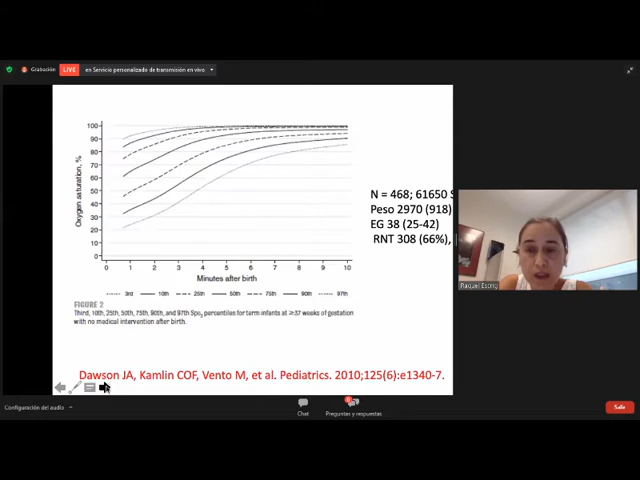 Grabación
LIVE
en Servicio personalizado de transmisión en vivo
Oxygen saturation, %
100
90
80
70
60
50
40
30
20
10
0
0 1 2 3 4 5 6 7 8 9 10
Minutes after birth
3rd 10th 25th 50th 75th 90th 97th
FIGURE 2
Third, 10th, 25th, 50th, 75th, 90th, and 97th Spo2 percentiles for term infants at ≥37 weeks of gestation
with no medical intervention after birth.
N = 468; 61650 S
Peso 2970 (918)
EG 38 (25-42)
RNT 308 (66%),
Dawson JA, Kamlin COF, Vento M, et al. Pediatrics. 2010;125(6):e1340-7.
Raquel Escrig
Configuración del audio
Chat
Preguntas y respuestas
Salir